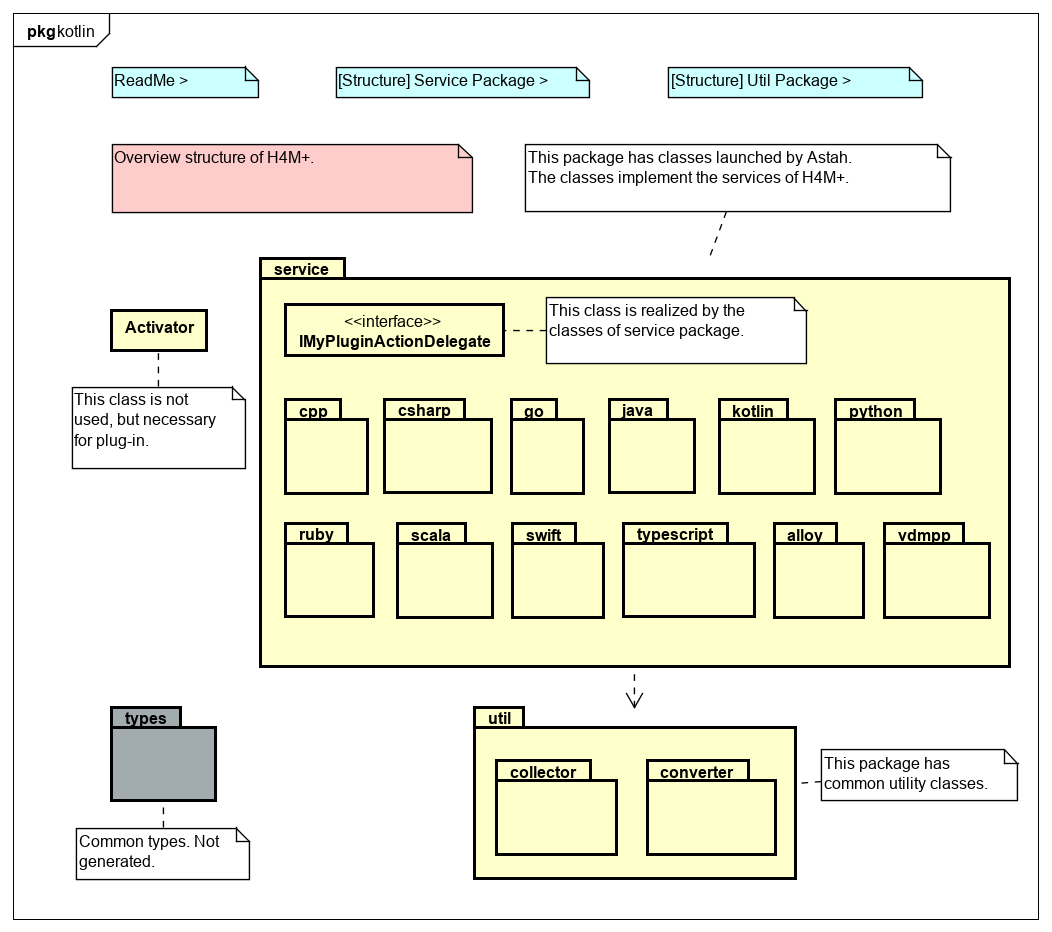 pkgkotlin
ReadMe >
[Structure] Service Package >
[Structure] Util Package >
Overview structure of H4M+.
This package has classes launched by Astah.
The classes implement the services of H4M+.
service
<<interface>>
IMyPluginActionDelegate
This class is realized by the
classes of service package.
Activator
This class is not
used, but necessary
for plug-in.
cpp
csharp
go
java
kotlin
python
ruby
scala
swift
typescript
alloy
vdmpp
types
Common types. Not
generated.
util
collector
converter
This package has
common utility classes.